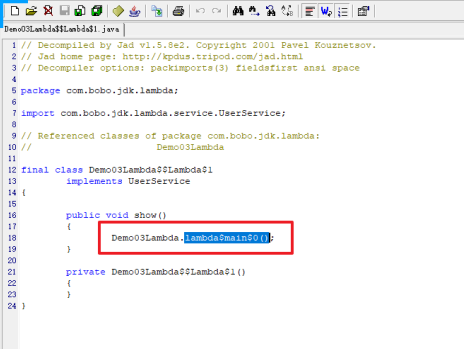 Demo03Lambda$$Lambda$1.java
1 // Decompiled by Jad v1.5.8e2. Copyright 2001 Pavel Kouznetsov.
2 // Jad home page: http://kpdus.tripod.com/jad.html
3 // Decompiler options: packimports(3) fieldsfirst ansi space
4
5 package com.bobo.jdk.lambda;
6
7 import com.bobo.jdk.lambda.service.UserService;
8
9 // Referenced classes of package com.bobo.jdk.lambda:
10 // Demo03Lambda
11
12 final class Demo03Lambda$$Lambda$1
13 implements UserService
14 {
15
16 public void show()
17 {
18 Demo03Lambda.lambda$main$0();
19 }
20
21 private Demo03Lambda$$Lambda$1()
22 {
23 }
24 }